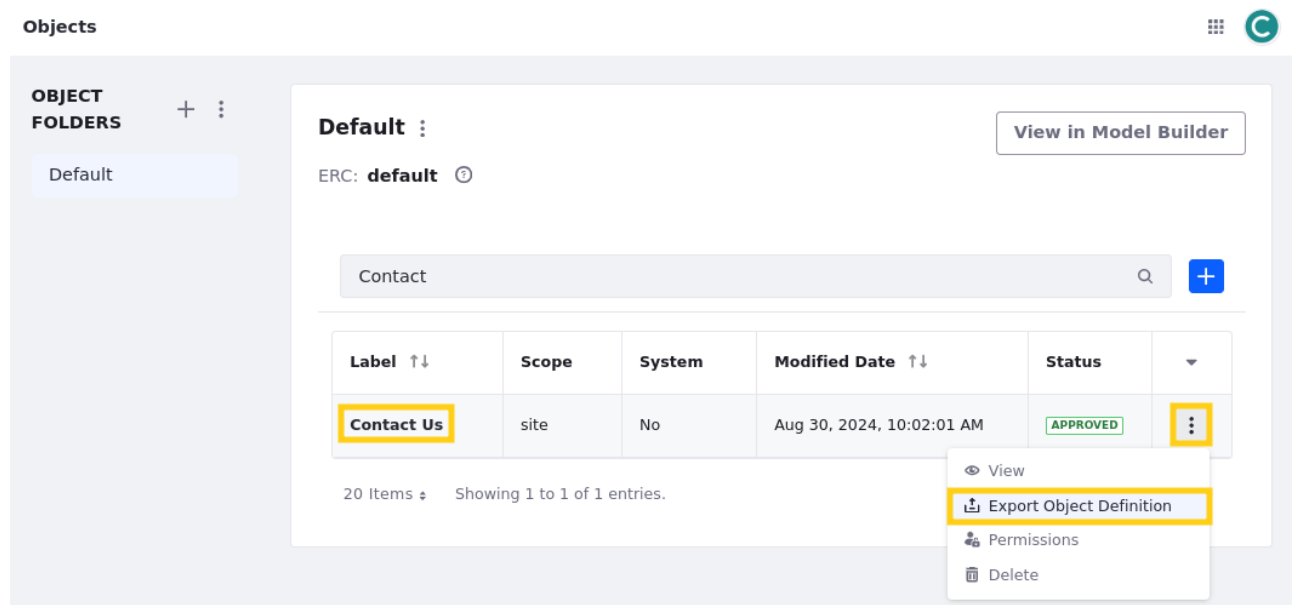 Objects
C
OBJECT
FOLDERS
Default
Default
View in Model Builder
ERC: default
Contact
Label Scope System Modified Date Status
Contact Us site No Aug 30, 2024, 10:02:01 AM APPROVED
20 Items Showing 1 to 1 of 1 entries.
View
Export Object Definition
Permissions
Delete